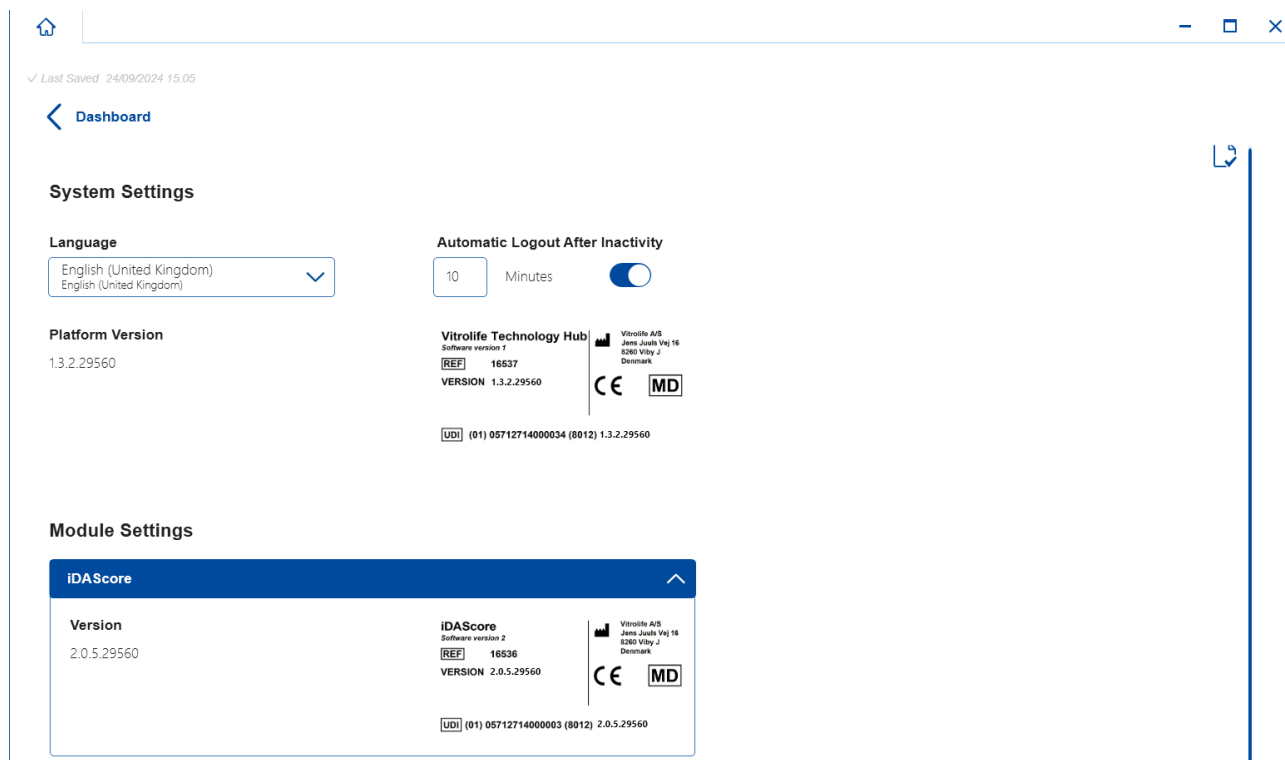 Last Saved 24/09/2024 15:05
Dashboard
System Settings
Language
English (United Kingdom)
English (United Kingdom)
Automatic Logout After Inactivity
10 Minutes
Platform Version
1.3.2.29560
Vitrolife Technology Hub
Software version 1
REF 16537
VERSION 1.3.2.29560
Vitrolife A/S
Jens Juuls Vej 16
8260 Viby J
Denmark
CE MD
UDI (01) 05712714000034 (8012) 1.3.2.29560
Module Settings
iDAScore
Version
2.0.5.29560
iDAScore
Software version 2
REF 16536
VERSION 2.0.5.29560
Vitrolife A/S
Jens Juuls Vej 16
8260 Viby J
Denmark
CE MD
UDI (01) 05712714000003 (8012) 2.0.5.29560